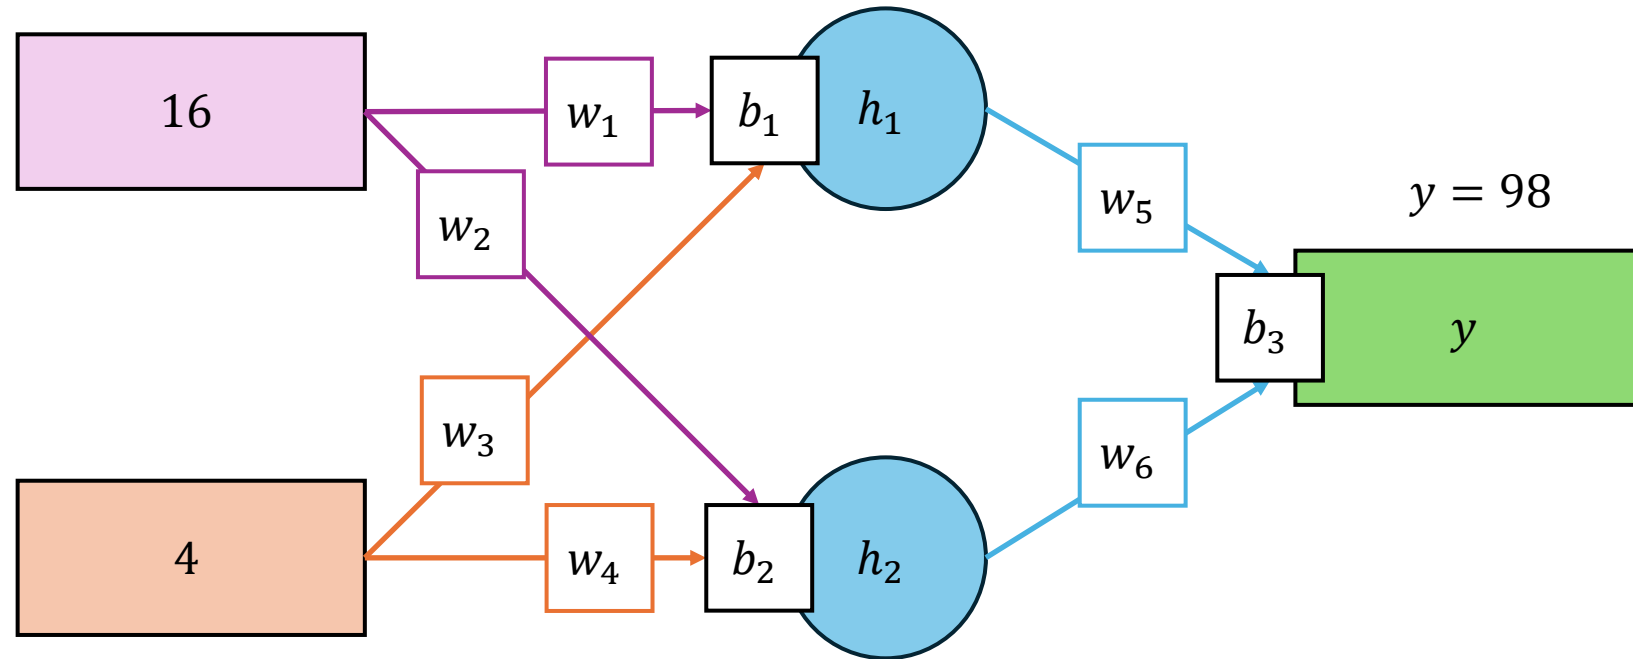 16
w₁
b₁
h₁
w₂
w₅
y = 98
b₃
y
w₃
w₆
4
w₄
b₂
h₂